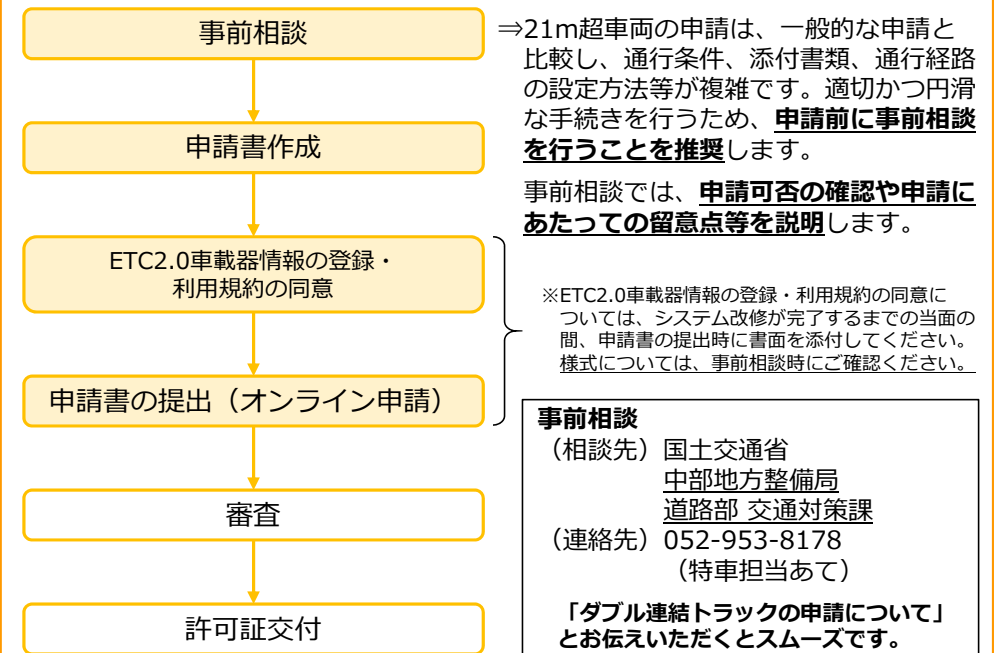 事前相談
⇒21m超車両の申請は、一般的な申請と
比較し、通行条件、添付書類、通行経路
の設定方法等が複雑です。適切かつ円滑
な手続きを行うため、申請前に事前相談
を行うことを推奨します。
事前相談では、申請可否の確認や申請に
あたっての留意点等を説明します。
申請書作成
ETC2.0車載器情報の登録・
利用規約の同意
※ETC2.0車載器情報の登録・利用規約の同意に
ついては、システム改修が完了するまでの当面の
間、申請書の提出時に書面を添付してください。
様式については、事前相談時にご確認ください。
申請書の提出（オンライン申請）
審査
許可証交付
事前相談
（相談先）国土交通省
中部地方整備局
道路部 交通対策課
（連絡先）052-953-8178
（特車担当あて）
「ダブル連結トラックの申請について」
とお伝えいただくとスムーズです。